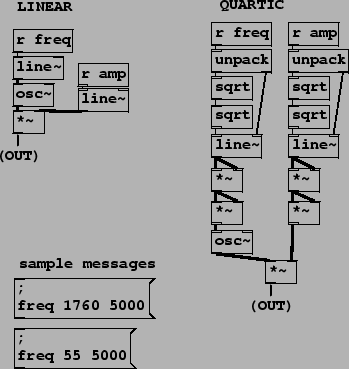 LINEAR
r freq
line~
r amp
osc~
line~
*~
(OUT)
QUARTIC
r freq
r amp
unpack
unpack
sqrt
sqrt
sqrt
sqrt
line~
line~
*~
*~
*~
*~
osc~
*~
(OUT)
sample messages
;
freq 1760 5000
;
freq 55 5000